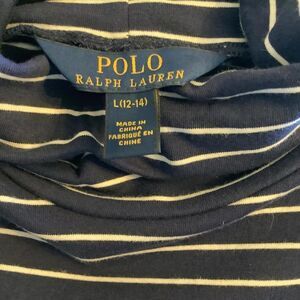 POLO
RALPH LAUREN
L(12-14)
MADE IN
CHINA
FABRIQUÉ EN
CHINE